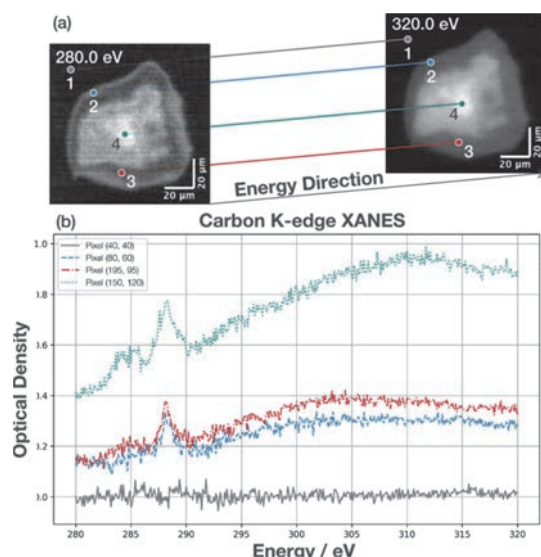 (a)
280.0 eV
320.0 eV
1
2
3
4
20 µm
20 µm
1
2
3
4
20 µm
20 µm
Energy Direction
(b)
Carbon K-edge XANES
Pixel (40, 40)
Pixel (80, 60)
Pixel (195, 95)
Pixel (150, 120)
Optical Density
1.0
1.8
1.6
1.4
1.2
1.0
280 285 290 295 300 305 310 315 320
Energy / eV